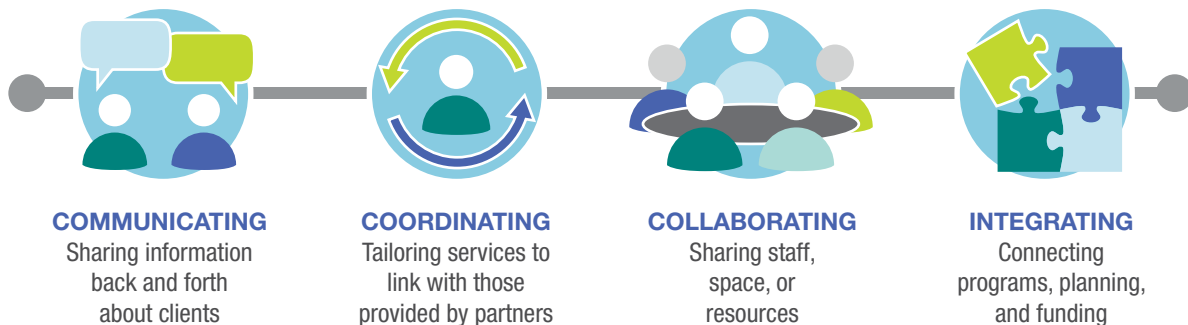 COMMUNICATING
Sharing information
back and forth
about clients
COORDINATING
Tailoring services to
link with those
provided by partners
COLLABORATING
Sharing staff,
space, or
resources
INTEGRATING
Connecting
programs, planning,
and funding